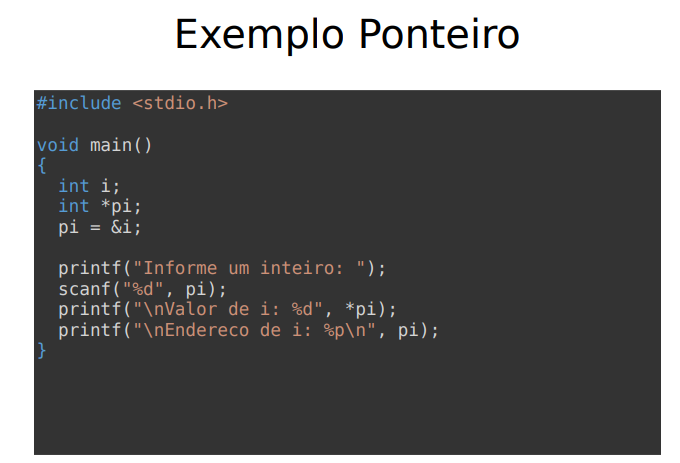 Exemplo Ponteiro
#include <stdio.h>
void main()
{
int i;
int *pi;
pi = &i;
printf("Informe um inteiro: ");
scanf("%d", pi);
printf("\nValor de i: %d", *pi);
printf("\nEndereco de i: %p\n", pi);
}